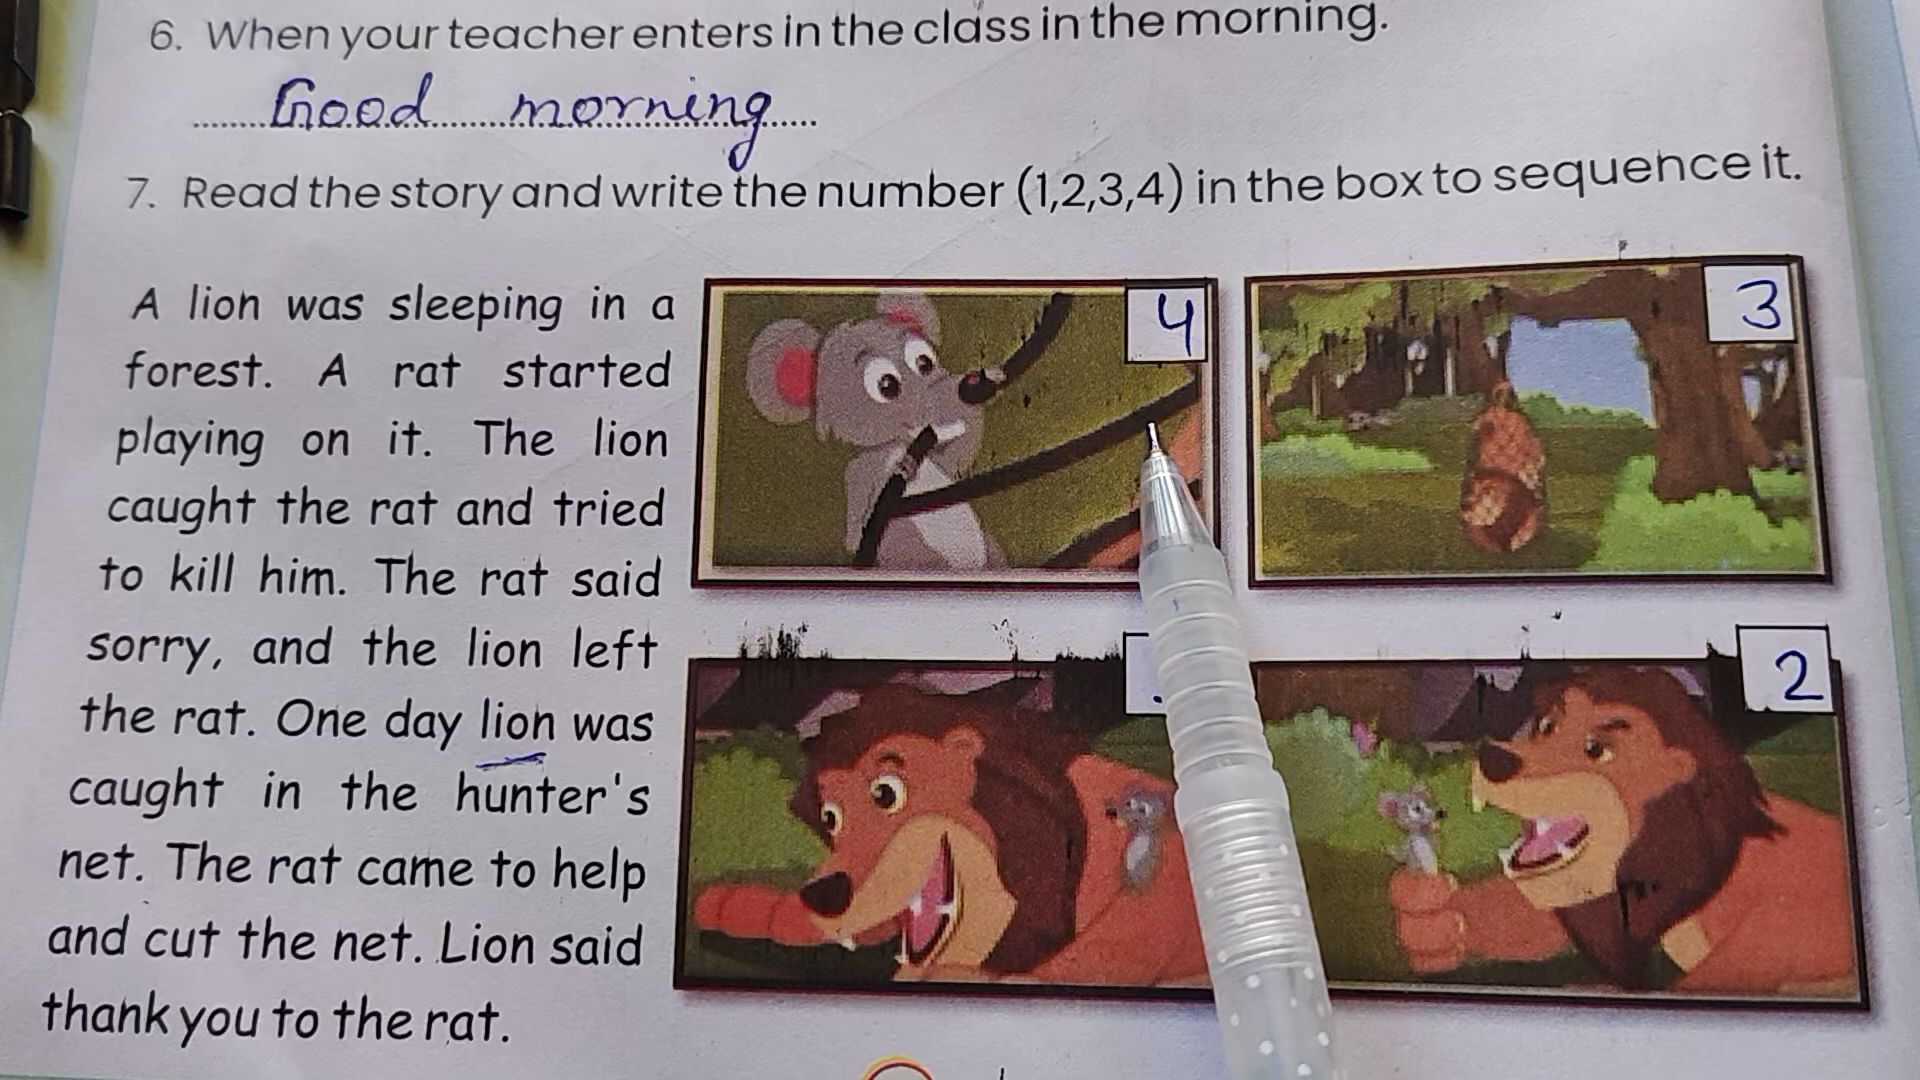 6. When your teacher enters in the class in the morning.
Good morning
7. Read the story and write the number (1,2,3,4) in the box to sequence it.
A lion was sleeping in a
forest. A rat started
playing on it. The lion
caught the rat and tried
to kill him. The rat said
sorry, and the lion left
the rat. One day lion was
caught in the hunter's
net. The rat came to help
and cut the net. Lion said
thank you to the rat.
4
3
2